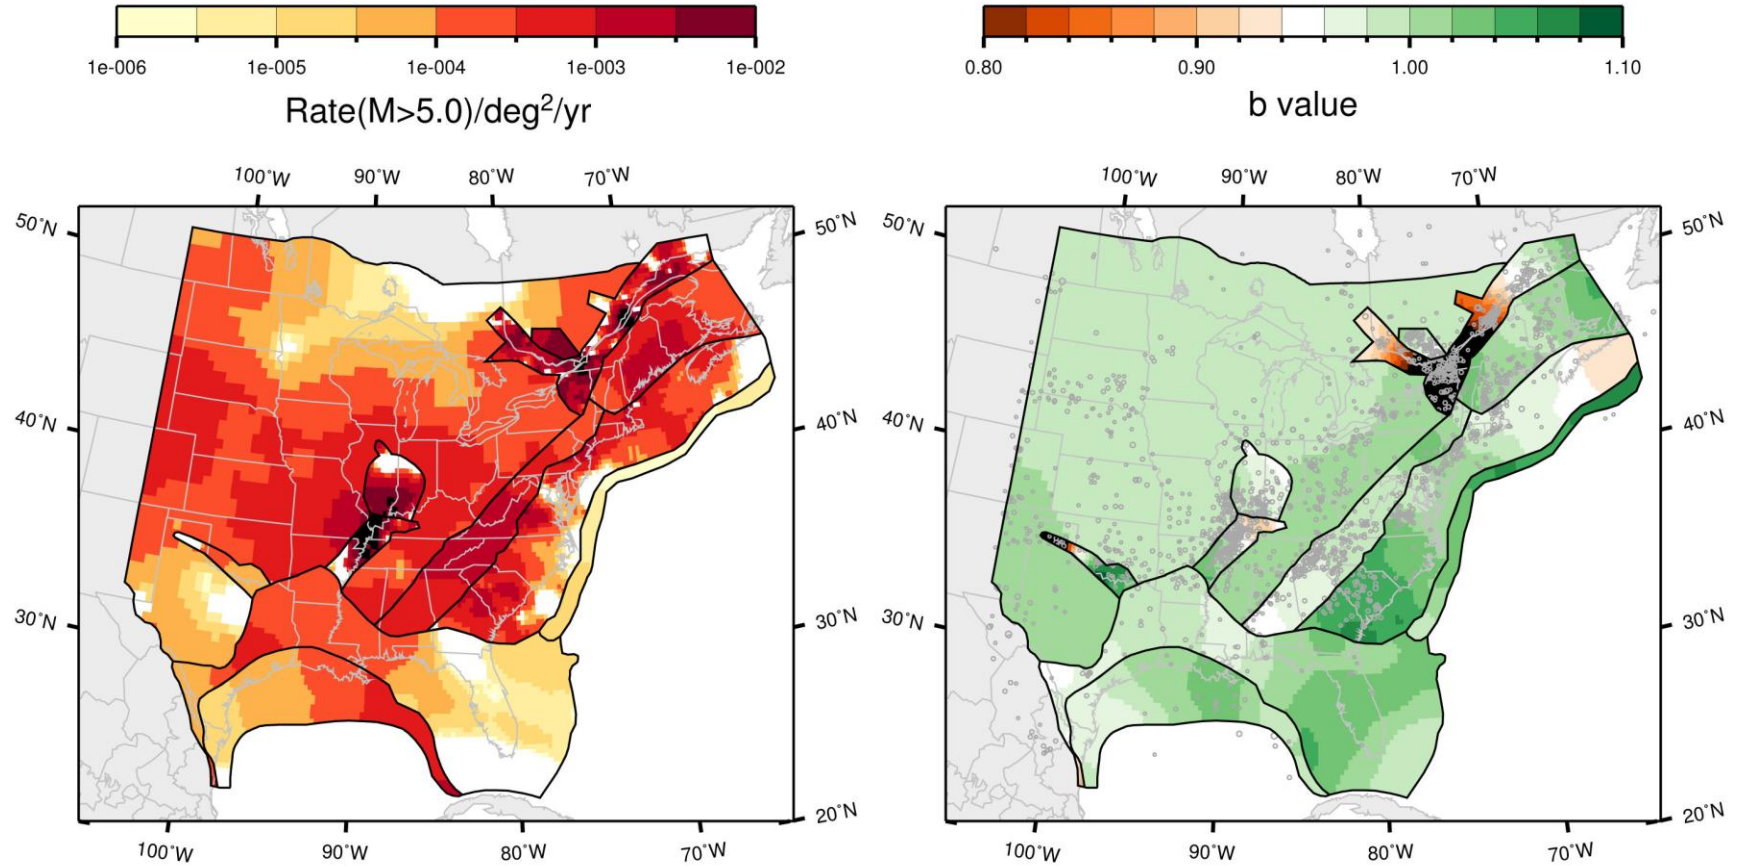 1e-006 1e-005 1e-004 1e-003 1e-002
Rate(M>5.0)/deg²/yr
0.80 0.90 1.00 1.10
b value
100˚W 90˚W 80˚W 70˚W
100˚W 90˚W 80˚W 70˚W
50˚N 50˚N 50˚N 50˚N
40˚N 40˚N 40˚N 40˚N
30˚N 30˚N 30˚N 30˚N
20˚N 20˚N
100˚W 90˚W 80˚W 70˚W
100˚W 90˚W 80˚W 70˚W